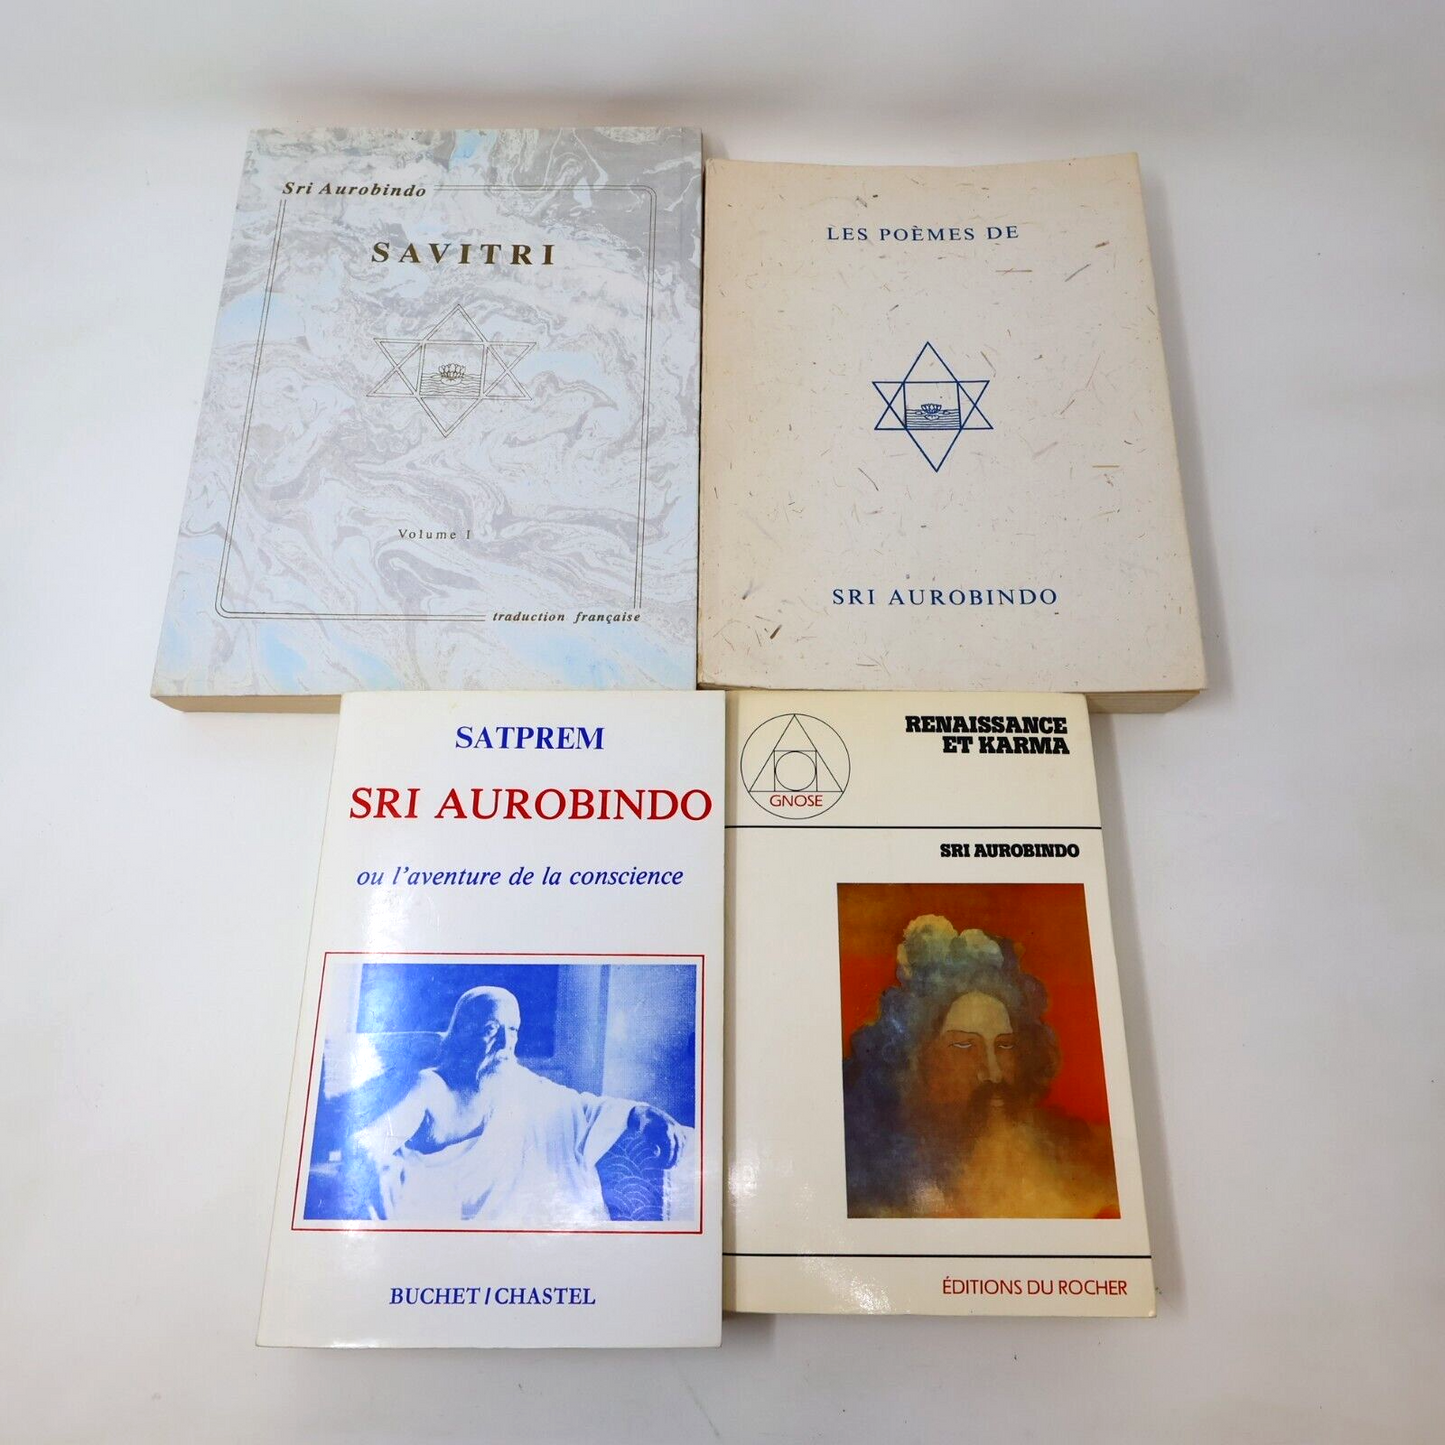 Sri Aurobindo
SAVITRI
Volume I
traduction française
LES POÈMES DE
SRI AUROBINDO
SATPREM
SRI AUROBINDO
ou l'aventure de la conscience
BUCHET/CHASTEL
GNOSE
RENAISSANCE
ET KARMA
SRI AUROBINDO
ÉDITIONS DU ROCHER